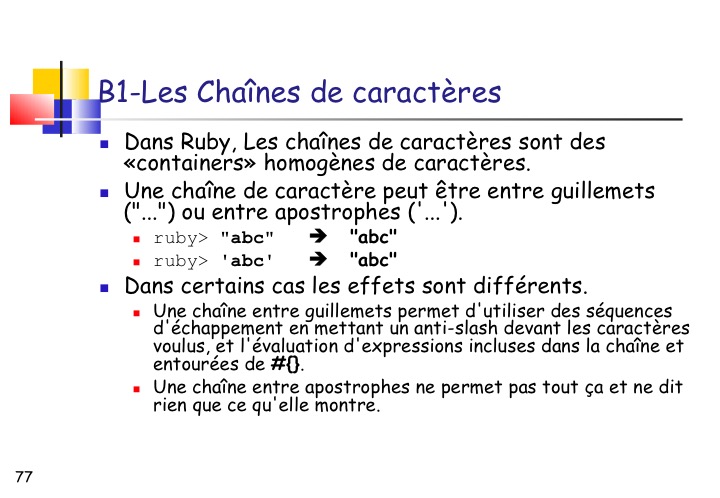 B1-Les Chaînes de caractères
Dans Ruby, Les chaînes de caractères sont des
«containers» homogènes de caractères.
Une chaîne de caractère peut être entre guillemets
("...") ou entre apostrophes ('...').
ruby> "abc" ➔ "abc"
ruby> 'abc' ➔ "abc"
Dans certains cas les effets sont différents.
Une chaîne entre guillemets permet d'utiliser des séquences
d'échappement en mettant un anti-slash devant les caractères
voulus, et l'évaluation d'expressions incluses dans la chaîne et
entourées de #{}.
Une chaîne entre apostrophes ne permet pas tout ça et ne dit
rien que ce qu'elle montre.
77